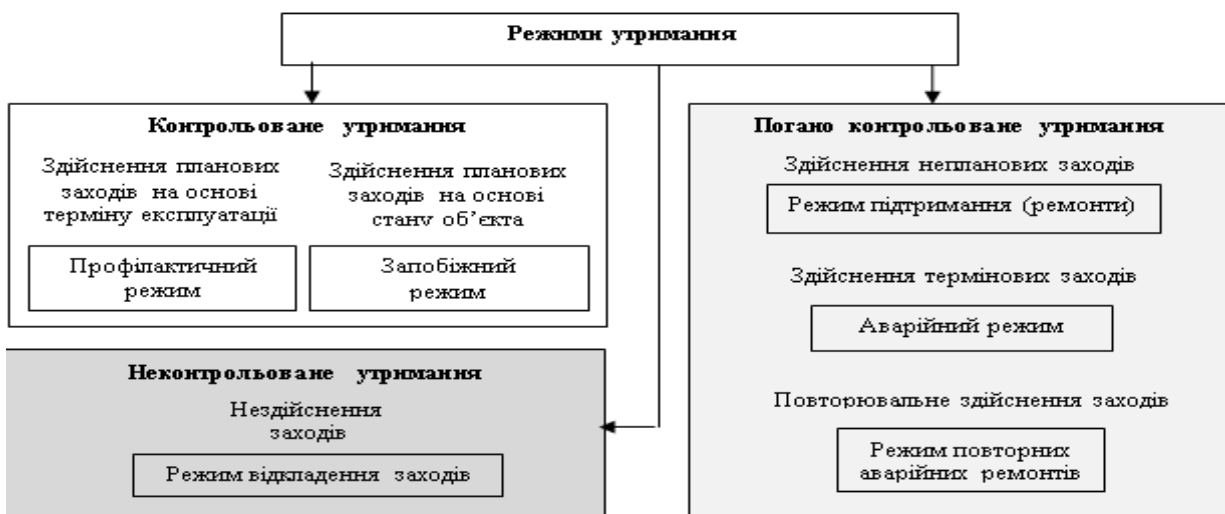 Режими утримання
Контрольоване утримання
Здійснення планових
заходів на основі
терміну експлуатації
Профілактичний
режим
Здійснення планових
заходів на основі
стану об’єкта
Запобіжний
режим
Неконтрольоване утримання
Нездійснення
заходів
Режим відкладення заходів
Погано контрольоване утримання
Здійснення непланових заходів
Режим підтримання (ремонти)
Здійснення термінових заходів
Аварійний режим
Повторювальне здійснення заходів
Режим повторних
аварійних ремонтів